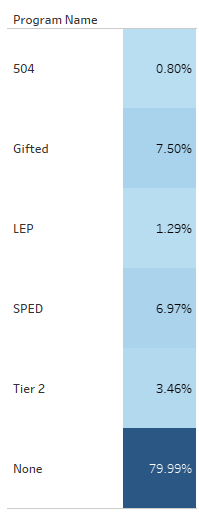 Program Name
504 0.80%
Gifted 7.50%
LEP 1.29%
SPED 6.97%
Tier 2 3.46%
None 79.99%